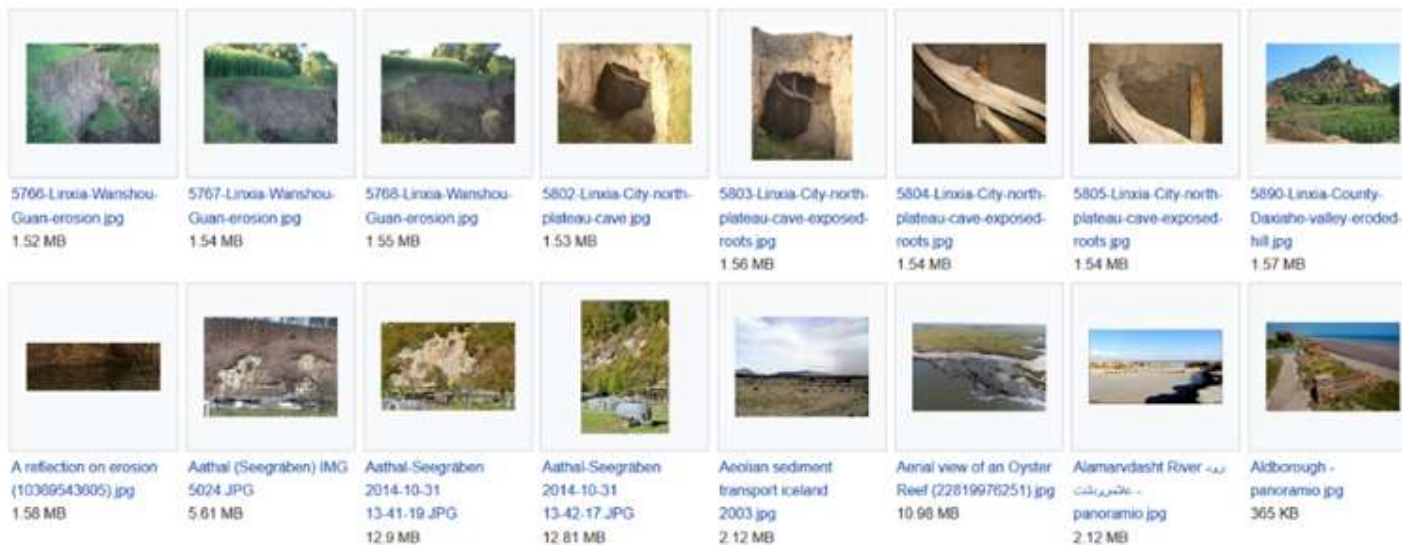 5766-Linxia-Wanshou-
Guan-erosion.jpg
1.52 MB
5767-Linxia-Wanshou-
Guan-erosion.jpg
1.54 MB
5768-Linxia-Wanshou-
Guan-erosion.jpg
1.55 MB
5802-Linxia-City-north-
plateau-cave.jpg
1.53 MB
5803-Linxia-City-north-
plateau-cave-exposed-
roots.jpg
1.56 MB
5804-Linxia-City-north-
plateau-cave-exposed-
roots.jpg
1.54 MB
5805-Linxia-City-north-
plateau-cave-exposed-
roots.jpg
1.54 MB
5890-Linxia-County-
Daxiahe-valley-eroded-
hill.jpg
1.57 MB
A reflection on erosion
(10369543605).jpg
1.58 MB
Aathal (Seegräben) IMG
5024.JPG
5.61 MB
Aathal-Seegräben
2014-10-31
13-41-19.JPG
12.9 MB
Aathal-Seegräben
2014-10-31
13-42-17.JPG
12.81 MB
Aeolian sediment
transport iceland
2003.jpg
2.12 MB
Aerial view of an Oyster
Reef (22819976251).jpg
10.98 MB
Alamarvdasht River -
-
panoramio.jpg
2.12 MB
Aldborough -
panoramio.jpg
365 KB